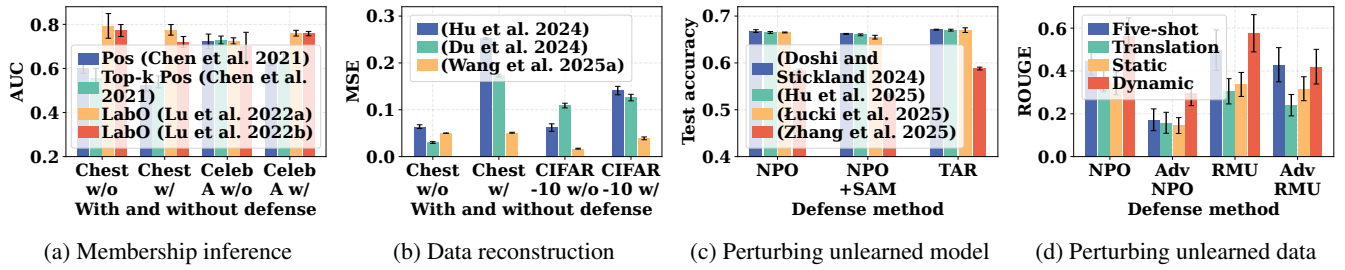 AUC
0.8
0.6
0.4
0.2
Pos (Chen et al. 2021)
Top-k Pos (Chen et al.
2021)
LabO (Lu et al. 2022a)
LabO (Lu et al. 2022b)
Chest Chest Celeb Celeb
w/o w/ A w/o A w/
With and without defense
(a) Membership inference
MSE
0.3
0.2
0.1
0.0
(Hu et al. 2024)
(Du et al. 2024)
(Wang et al. 2025a)
Chest Chest CIFAR CIFAR
w/o w/ -10 w/o -10 w/
With and without defense
(b) Data reconstruction
Test accuracy
0.7
0.6
0.5
0.4
(Doshi and
Stickland 2024)
(Hu et al. 2025)
(Łucki et al. 2025)
(Zhang et al. 2025)
NPO NPO TAR
+SAM
Defense method
(c) Perturbing unlearned model
ROUGE
0.6
0.4
0.2
0.0
Five-shot
Translation
Static
Dynamic
NPO Adv RMU Adv
NPO RMU
Defense method
(d) Perturbing unlearned data